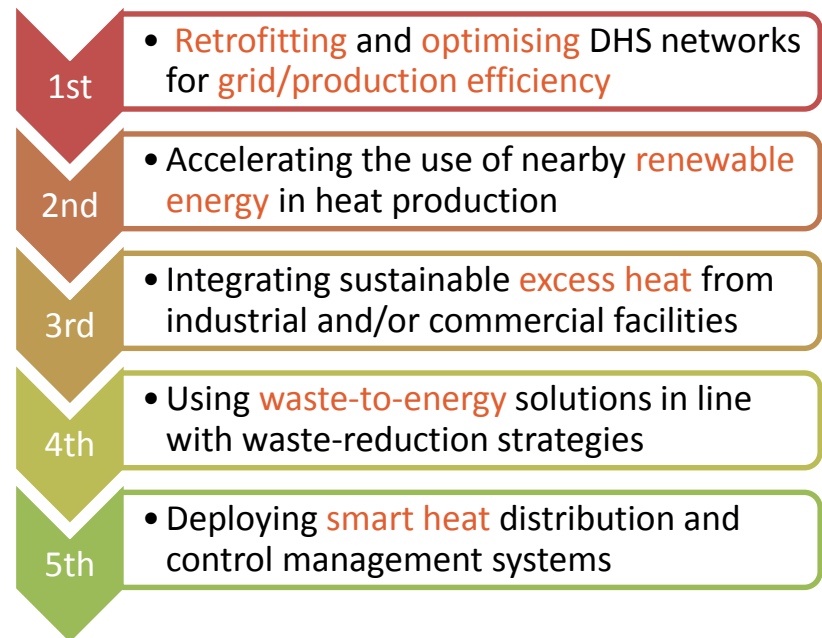 1st
• Retrofitting and optimising DHS networks
for grid/production efficiency
2nd
• Accelerating the use of nearby renewable
energy in heat production
3rd
• Integrating sustainable excess heat from
industrial and/or commercial facilities
4th
• Using waste-to-energy solutions in line
with waste-reduction strategies
5th
• Deploying smart heat distribution and
control management systems